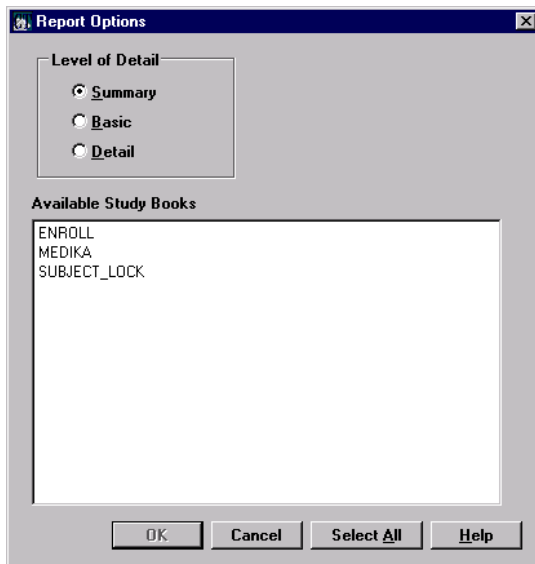 Report Options
Level of Detail
Summary
Basic
Detail
Available Study Books
ENROLL
MEDIKA
SUBJECT_LOCK
OK Cancel Select All Help